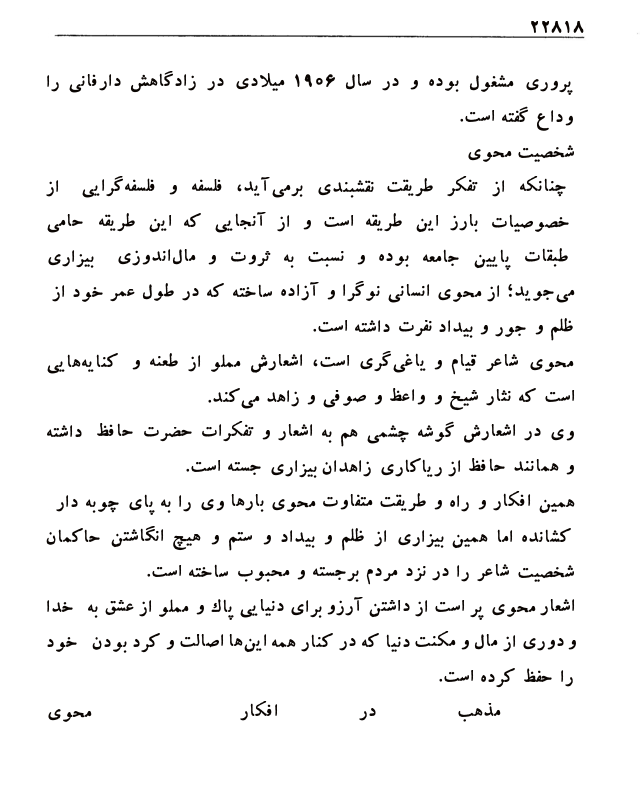 ۲۲۸۱۸
پروری مشغول بوده و در سال ۱۹۰۶ میلادی در زادگاهش دارفانی را
وداع گفته است.
شخصیت محوی
چنانکه از تفکر طریقت نقشبندی برمی‌آید، فلسفه و فلسفه‌گرایی از
خصوصیات بارز این طریقه است و از آنجایی که این طریقه حامی
طبقات پایین جامعه بوده و نسبت به ثروت و مال‌اندوزی بیزاری
می‌جوید؛ از محوی انسانی نوگرا و آزاده ساخته که در طول عمر خود از
ظلم و جور و بیداد نفرت داشته است.
محوی شاعر قیام و یاغی‌گری است، اشعارش مملو از طعنه و کنایه‌هایی
است که نثار شیخ و واعظ و صوفی و زاهد می‌کند.
وی در اشعارش گوشه چشمی هم به اشعار و تفکرات حضرت حافظ داشته
و همانند حافظ از ریاکاری زاهدان بیزاری جسته است.
همین افکار و راه و طریقت متفاوت محوی بارها وی را به پای چوبه دار
کشانده اما همین بیزاری از ظلم و بیداد و ستم و هیچ انگاشتن حاکمان
شخصیت شاعر را در نزد مردم برجسته و محبوب ساخته است.
اشعار محوی پر است از داشتن آرزو برای دنیایی پاك و مملو از عشق به خدا
و دوری از مال و مکنت دنیا که در کنار همه این‌ها اصالت و کرد بودن خود
را حفظ کرده است.
مذهب در افکار محوی